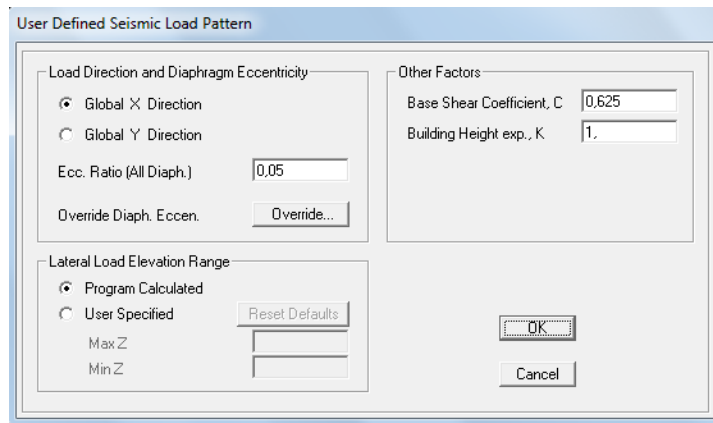 User Defined Seismic Load Pattern
Load Direction and Diaphragm Eccentricity
Global X Direction
Global Y Direction
Ecc. Ratio (All Diaph.) 0,05
Override Diaph. Eccen. Override...
Other Factors
Base Shear Coefficient, C 0,625
Building Height exp., K 1,
Lateral Load Elevation Range
Program Calculated
User Specified Reset Defaults
Max Z
Min Z
OK
Cancel